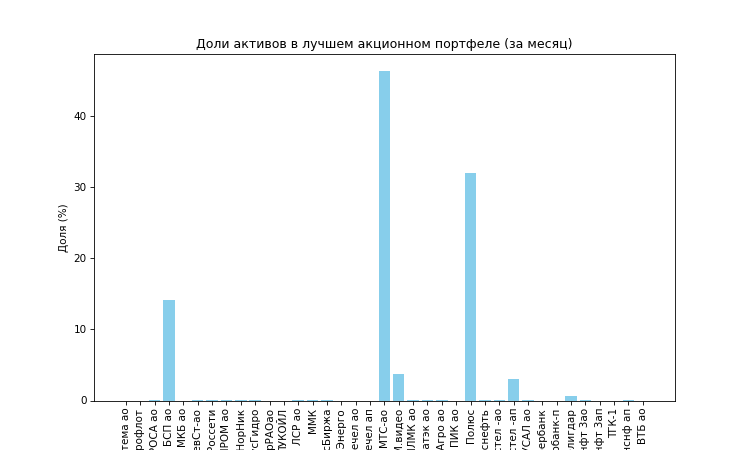 Доли активов в лучшем акционном портфеле (за месяц)
Доля (%)
40
30
20
10
0
тема ао
рофлот
РОСА ао
БСП ао
МКБ ао
евСт-ао
Россети
ПРОМ ао
НорНик
сГидро
рРАОао
ЛУКОЙЛ
ЛСР ао
ММК
сБиржа
Энерго
ечел ао
ечел ап
МТС-ао
М.видео
ЛМК ао
атэк ао
Агро ао
ПИК ао
Полюс
снефть
стел -ао
стел -ап
УСАЛ ао
ербанк
рбанк-п
лигдар
нфт 3ао
нфт 3ап
ТГК-1
нснф ап
ВТБ ао